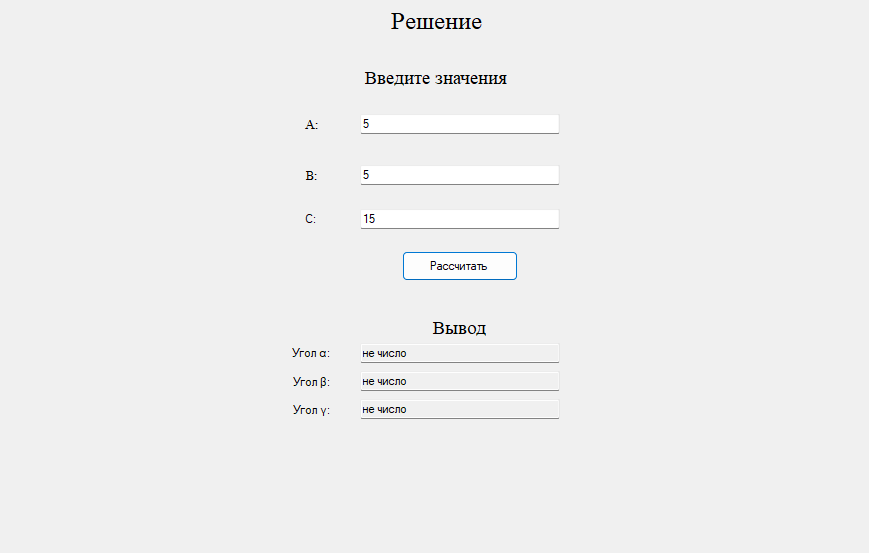 Решение
Введите значения
A: 5
B: 5
C: 15
Рассчитать
Вывод
Угол α: не число
Угол β: не число
Угол γ: не число